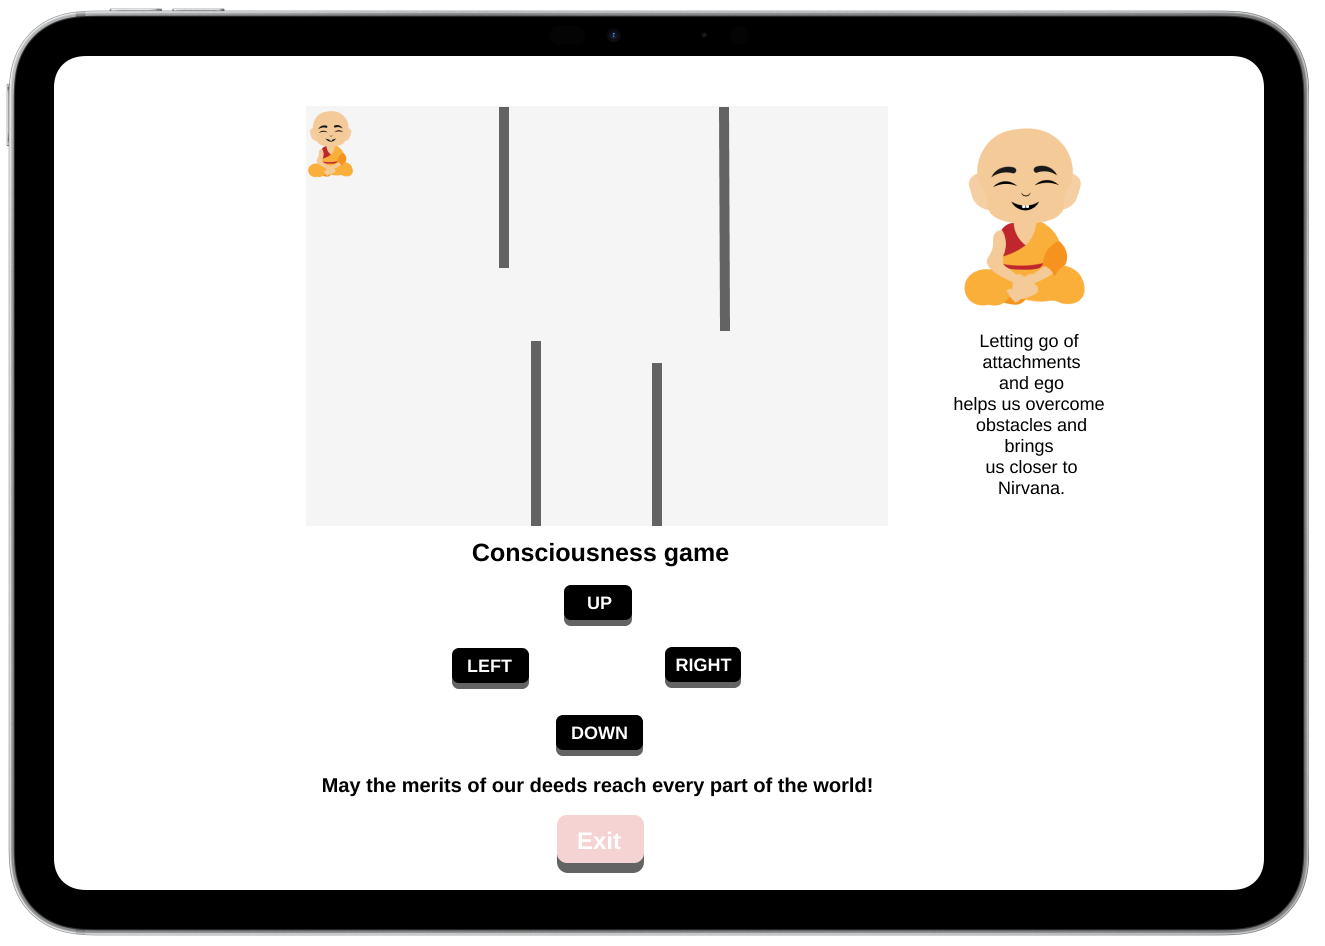 Letting go of
attachments
and ego
helps us overcome
obstacles and
brings
us closer to
Nirvana.
Consciousness game
UP
LEFT
RIGHT
DOWN
May the merits of our deeds reach every part of the world!
Exit